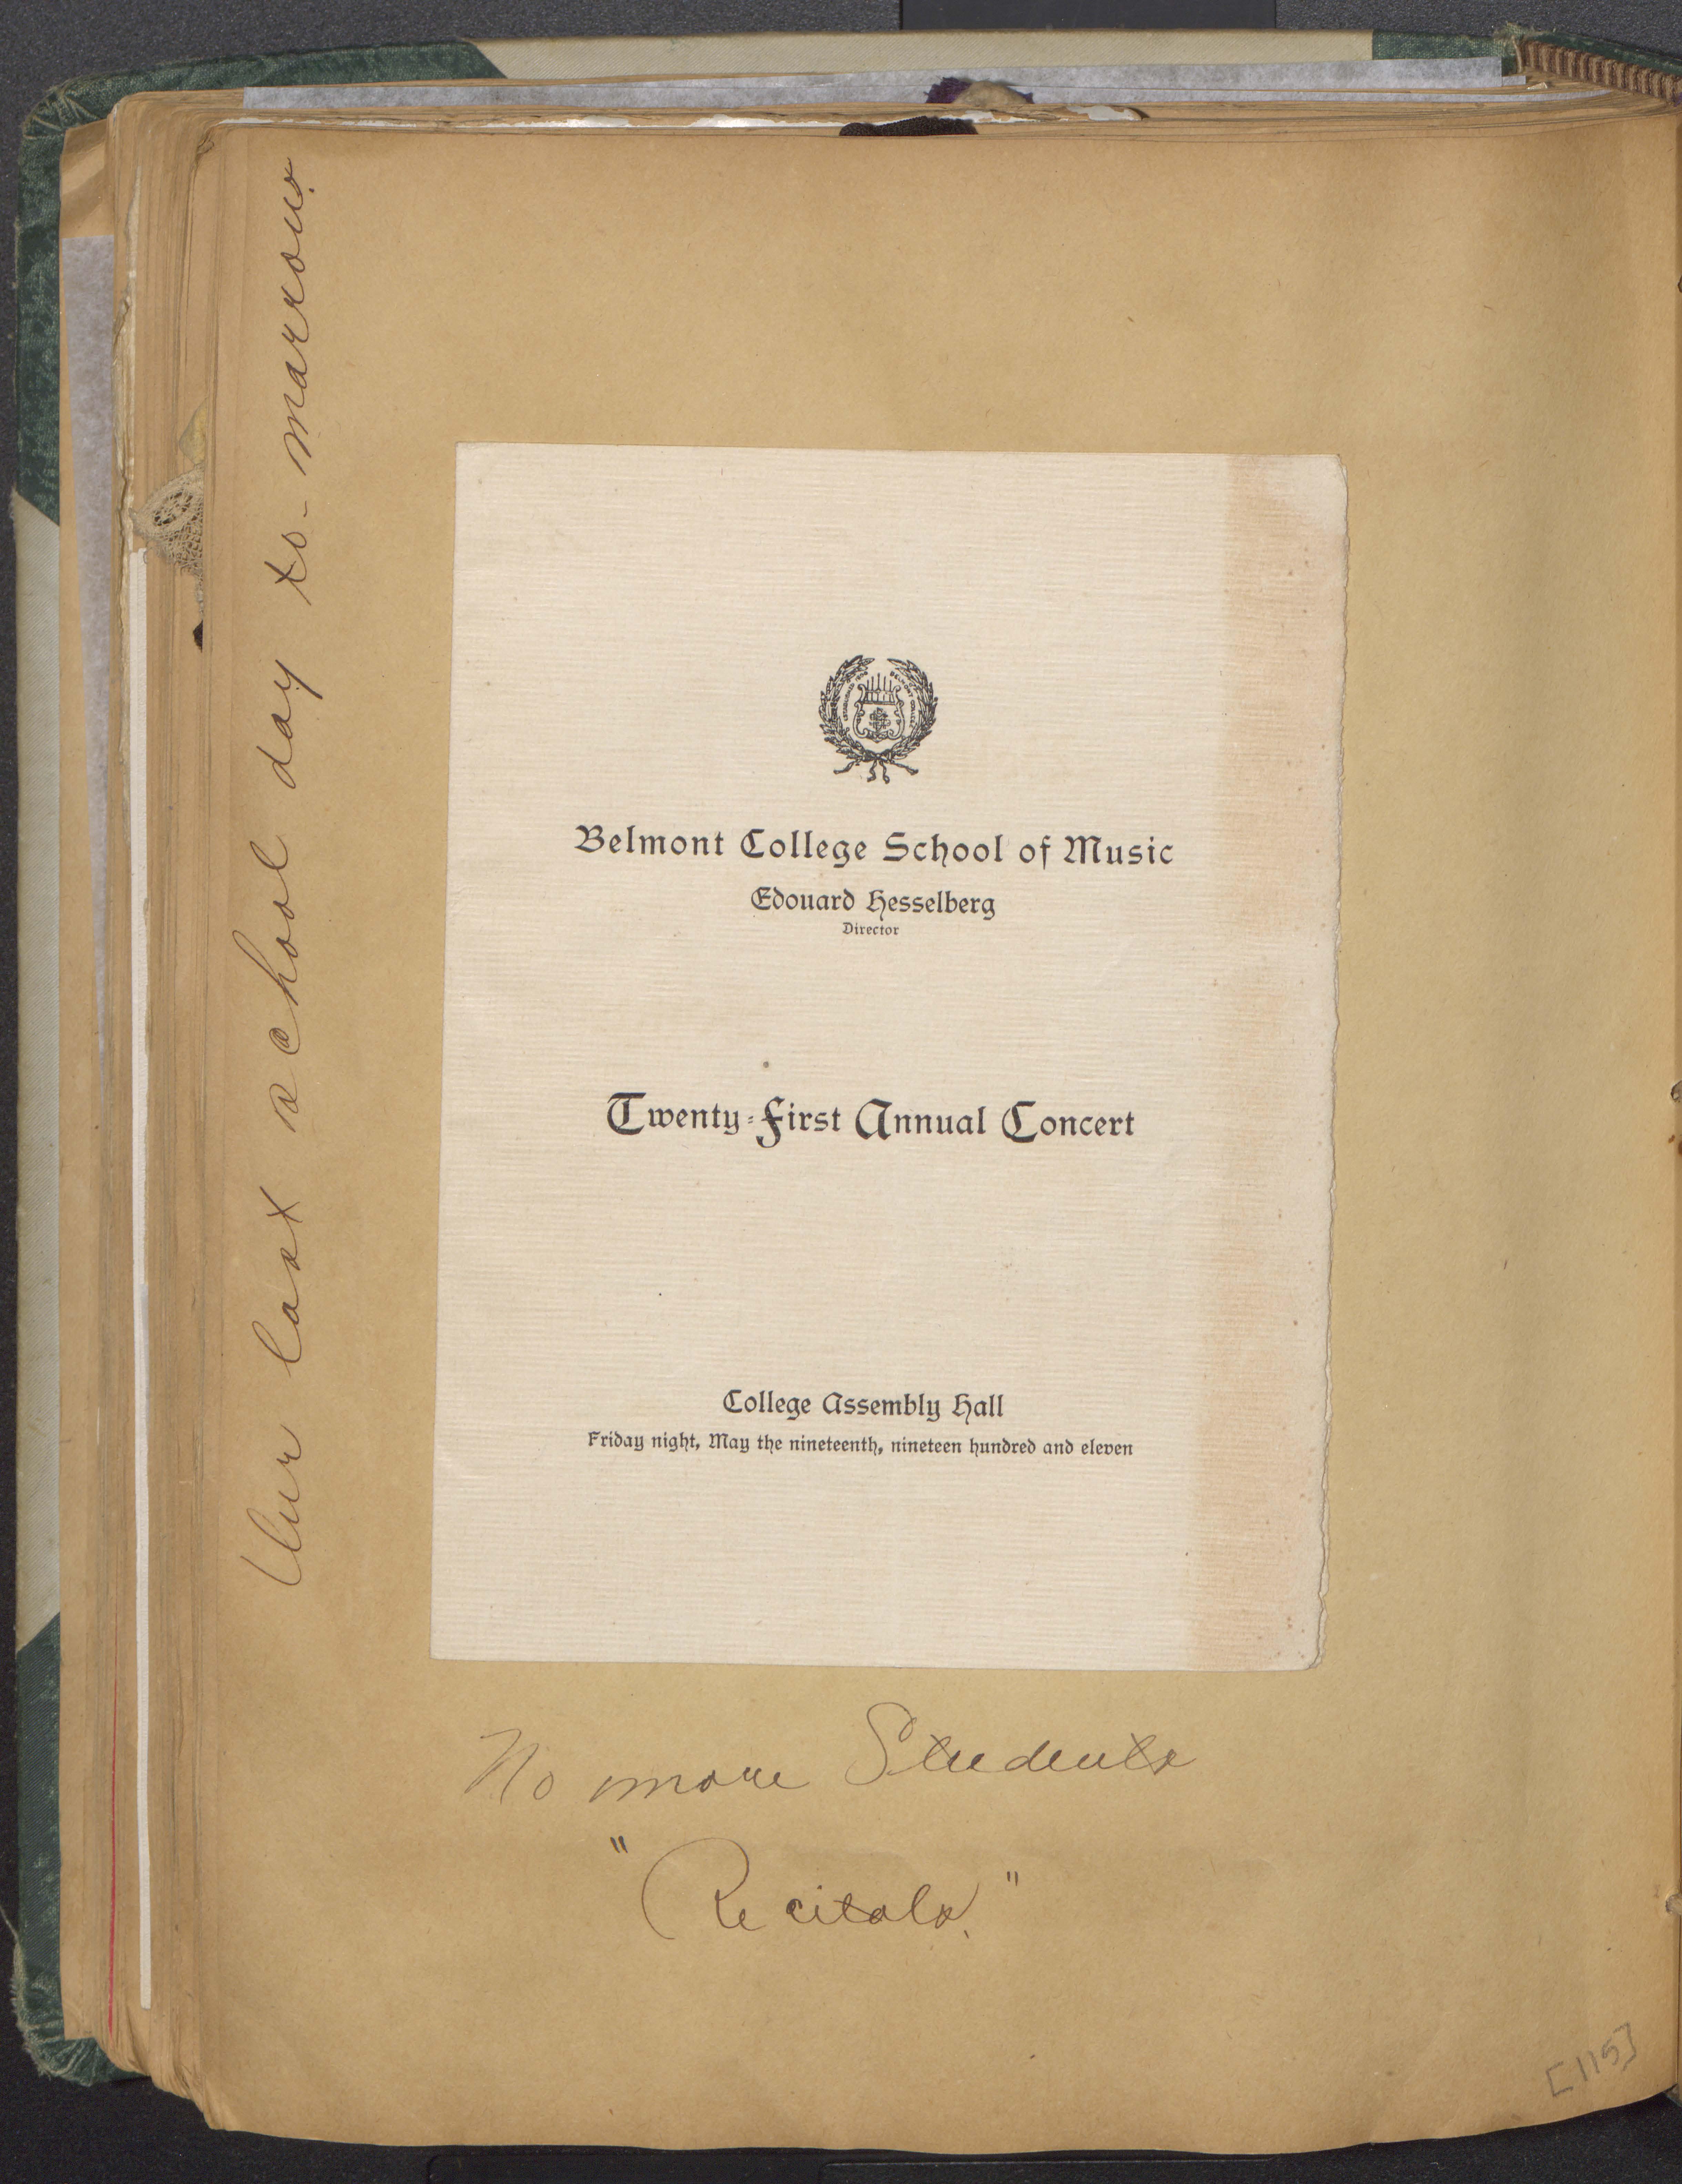 Our last school day to-marrow.
Belmont College School of Music
Edouard Hesselberg
Director
Twenty-First Annual Concert
College Assembly Hall
Friday night, May the nineteenth, nineteen hundred and eleven
No more Students
"Recitals."
[115]